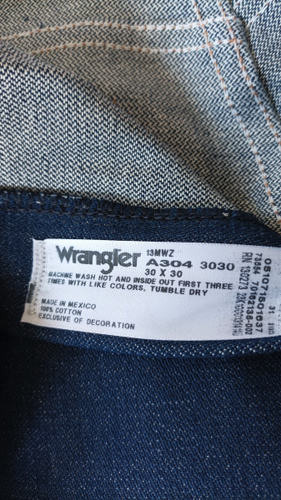 Wrangler 13MWZ
A304 3030
30 X 30
MACHINE WASH HOT AND INSIDE OUT FIRST THREE
TIMES WITH LIKE COLORS, TUMBLE DRY
MADE IN MEXICO
100% COTTON
EXCLUSIVE OF DECORATION
RN 130273